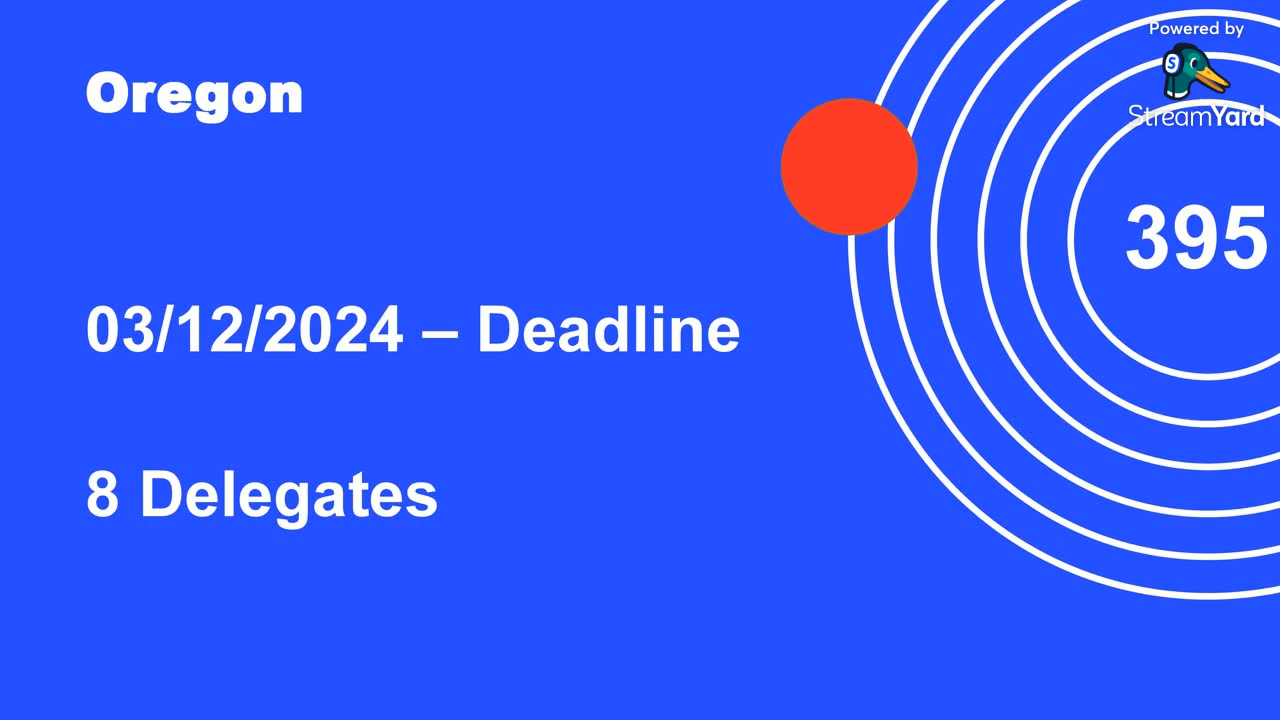 Powered by
S
StreamYard
Oregon
395
03/12/2024 – Deadline
8 Delegates